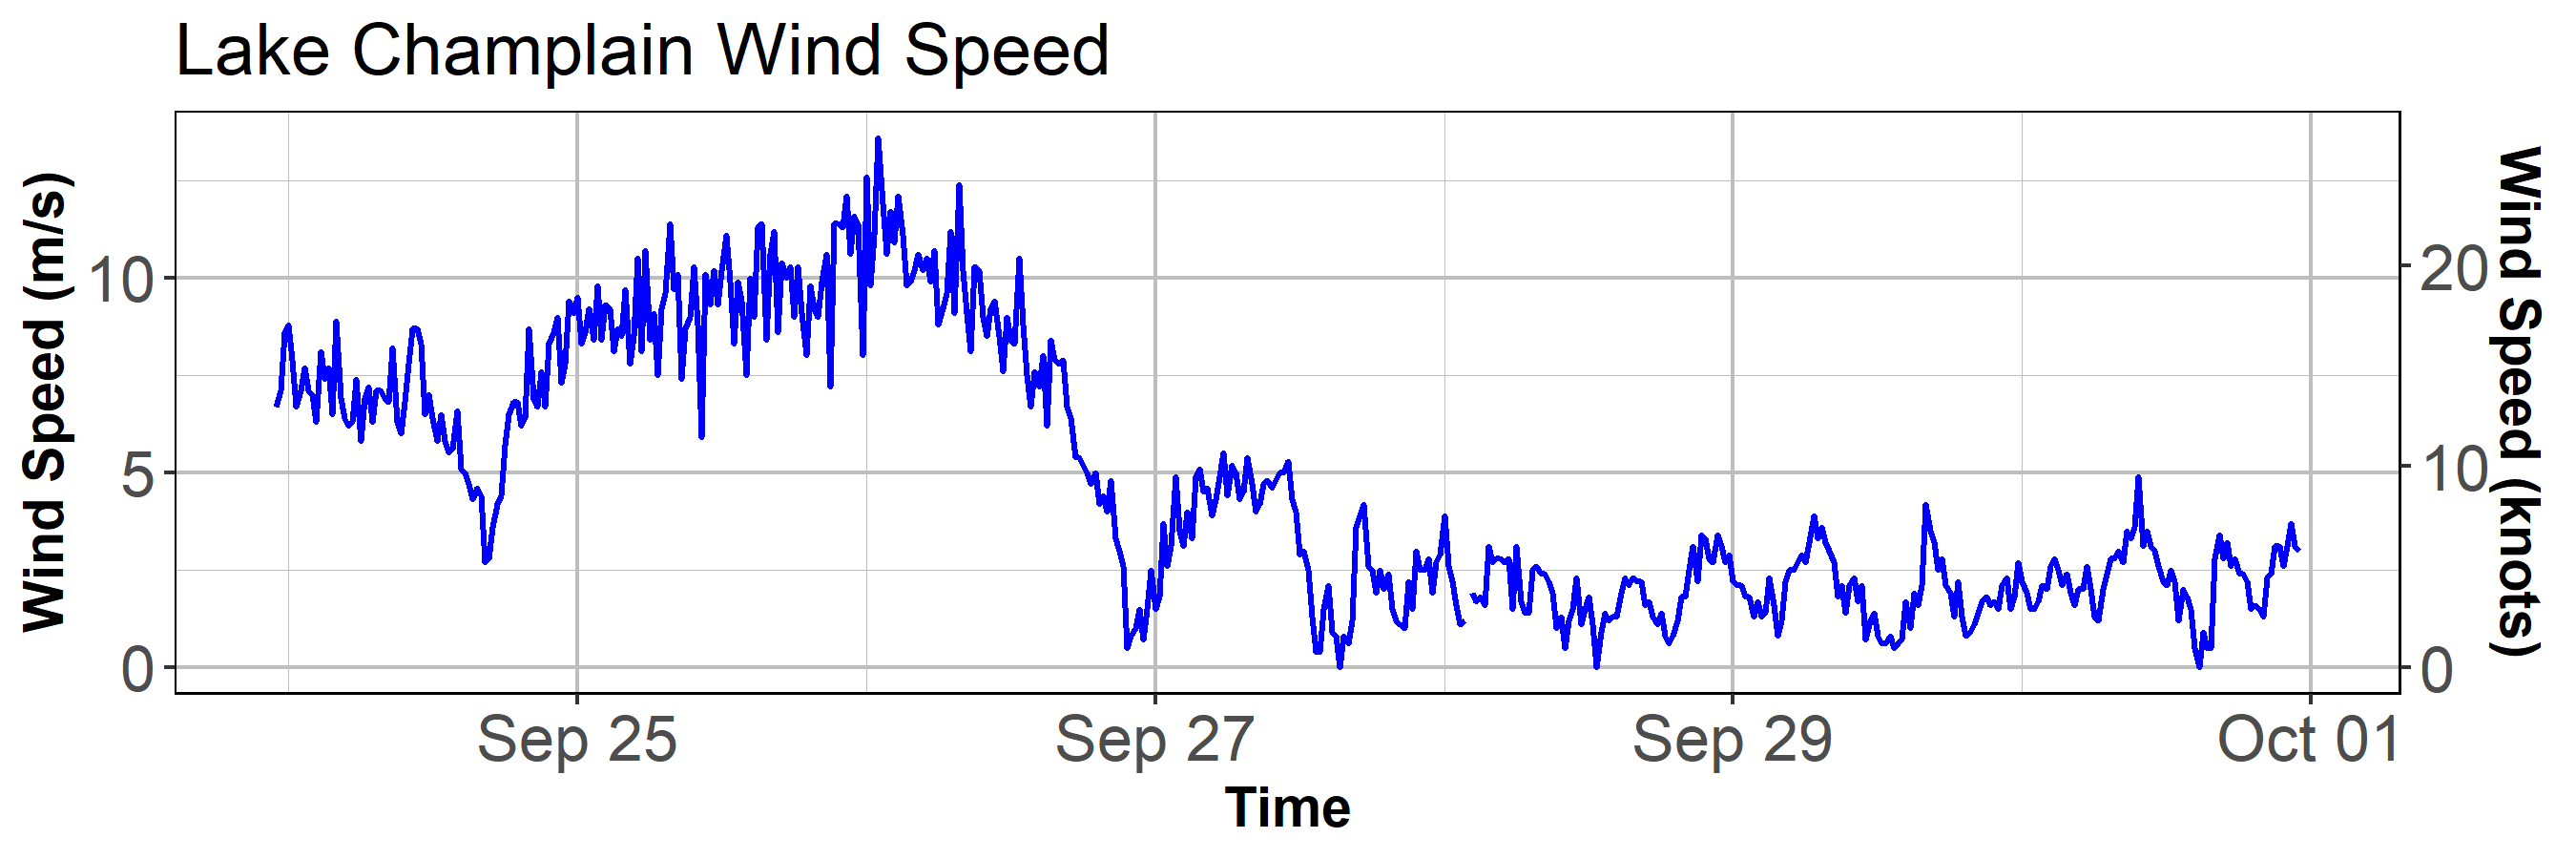 Lake Champlain Wind Speed
Wind Speed (m/s)
10
5
0
20
10
0
Wind Speed (knots)
Sep 25
Sep 27
Sep 29
Oct 01
Time